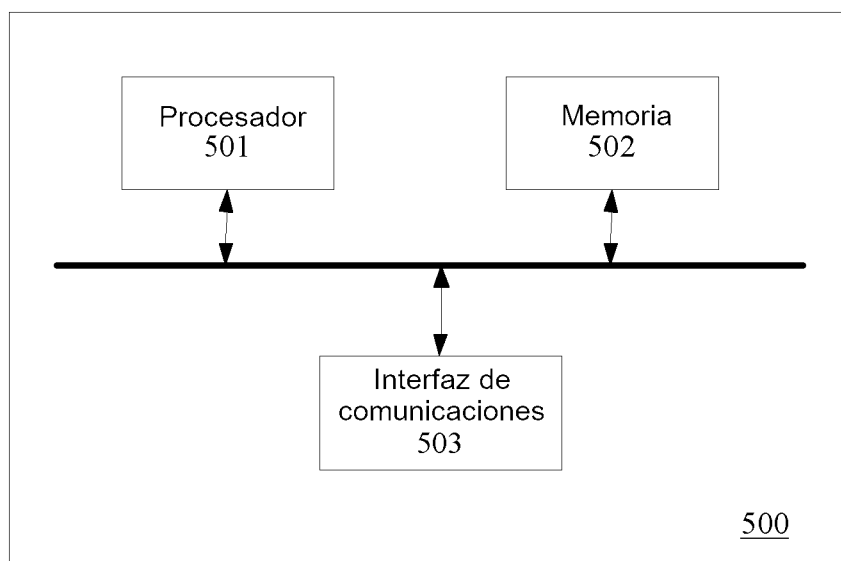 Procesador
501
Memoria
502
Interfaz de
comunicaciones
503
500